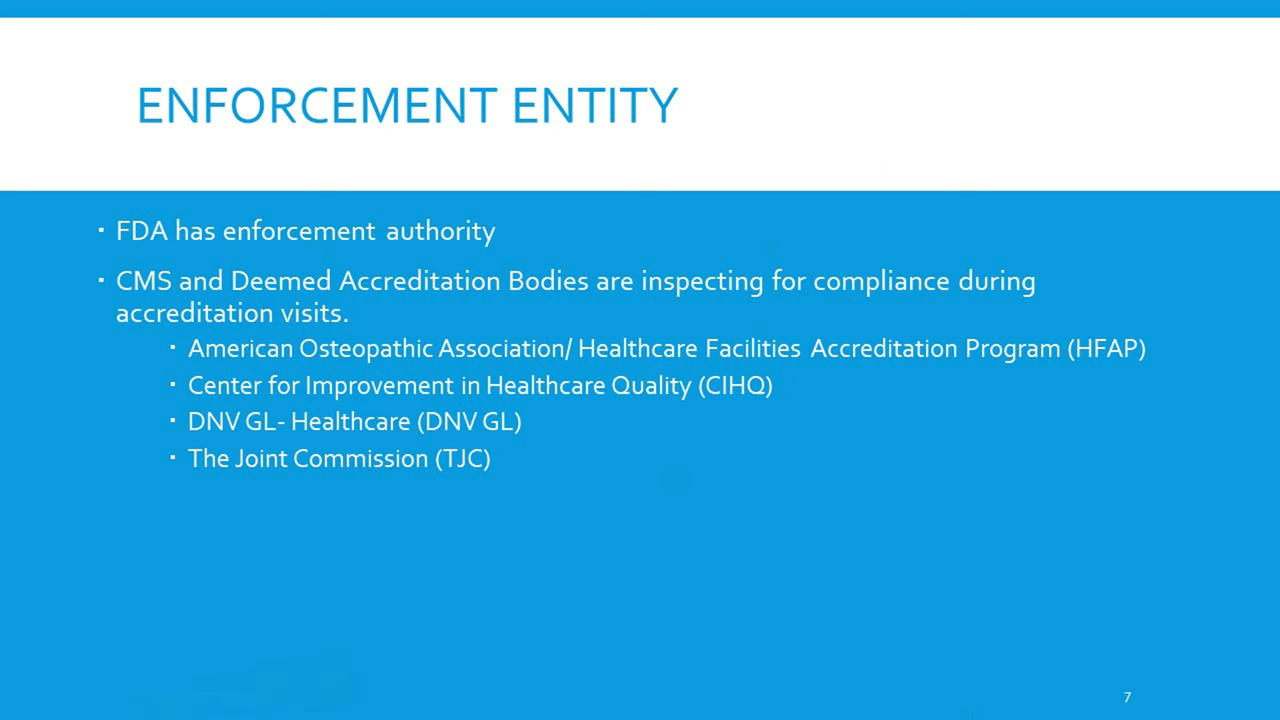 ENFORCEMENT ENTITY
▪ FDA has enforcement authority
▪ CMS and Deemed Accreditation Bodies are inspecting for compliance during
accreditation visits.
▪ American Osteopathic Association/ Healthcare Facilities Accreditation Program (HFAP)
▪ Center for Improvement in Healthcare Quality (CIHQ)
▪ DNV GL- Healthcare (DNV GL)
▪ The Joint Commission (TJC)
7